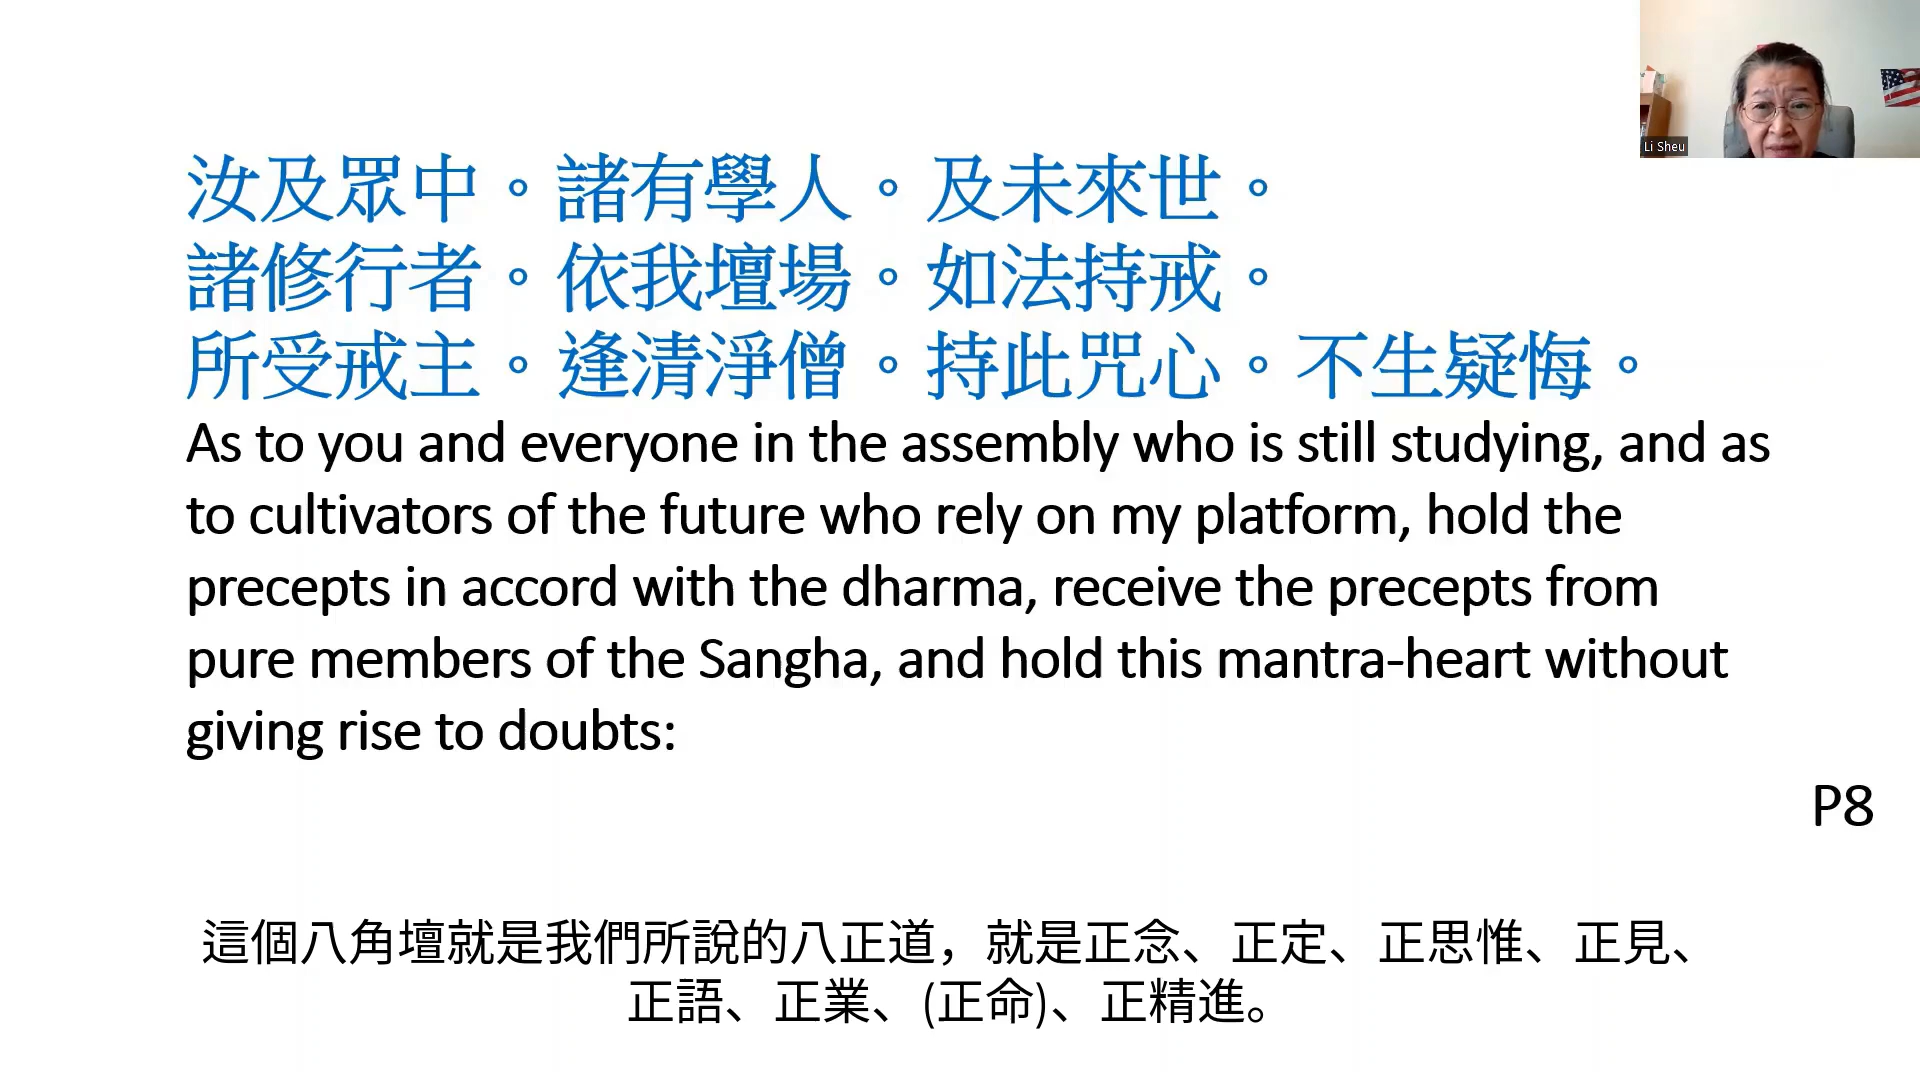 Li Sheu
汝及眾中。諸有學人。及未來世。
諸修行者。依我壇場。如法持戒。
所受戒主。逢清淨僧。持此咒心。不生疑悔。
As to you and everyone in the assembly who is still studying, and as
to cultivators of the future who rely on my platform, hold the
precepts in accord with the dharma, receive the precepts from
pure members of the Sangha, and hold this mantra-heart without
giving rise to doubts:
P8
這個八角壇就是我們所說的八正道，就是正念、正定、正思惟、正見、
正語、正業、(正命)、正精進。